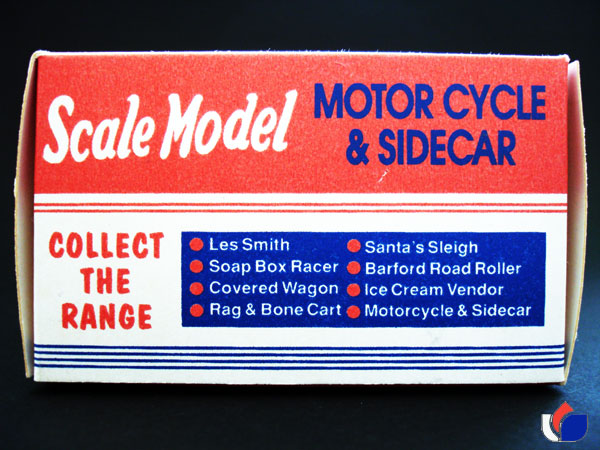 Scale Model
MOTOR CYCLE
& SIDECAR
COLLECT
THE
RANGE
Les Smith
Soap Box Racer
Covered Wagon
Rag & Bone Cart
Santa's Sleigh
Barford Road Roller
Ice Cream Vendor
Motorcycle & Sidecar